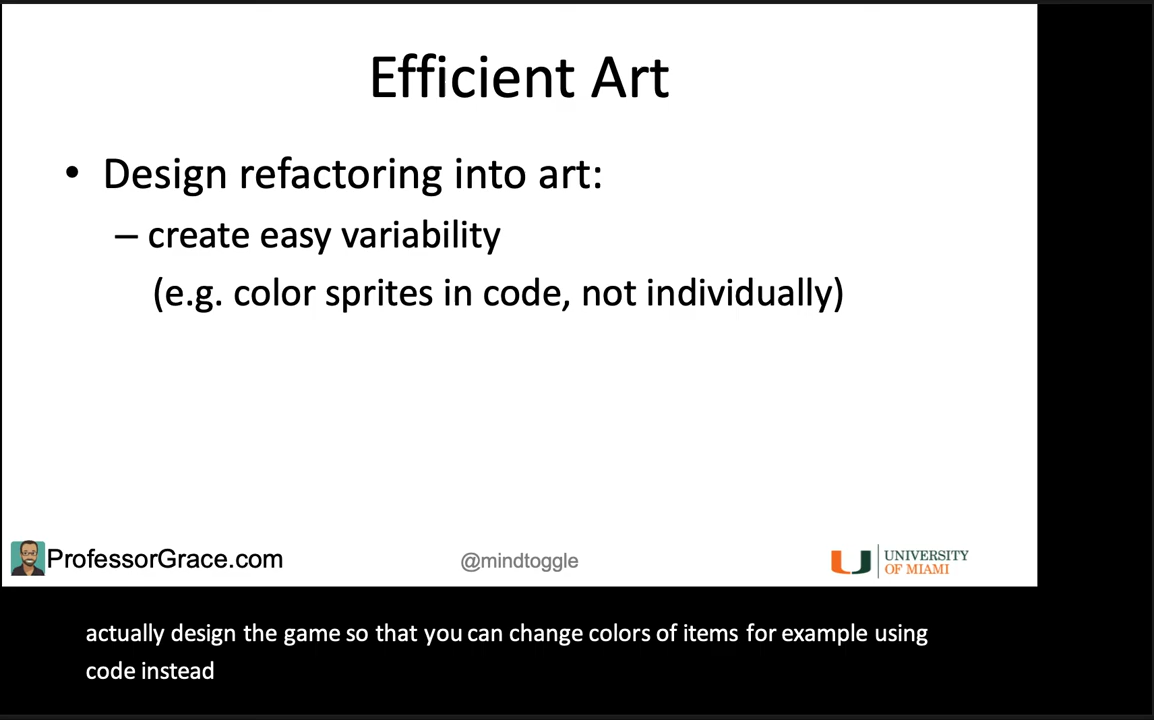 Efficient Art
• Design refactoring into art:
– create easy variability
(e.g. color sprites in code, not individually)
ProfessorGrace.com
@mindtoggle
UNIVERSITY
OF MIAMI
actually design the game so that you can change colors of items for example using
code instead